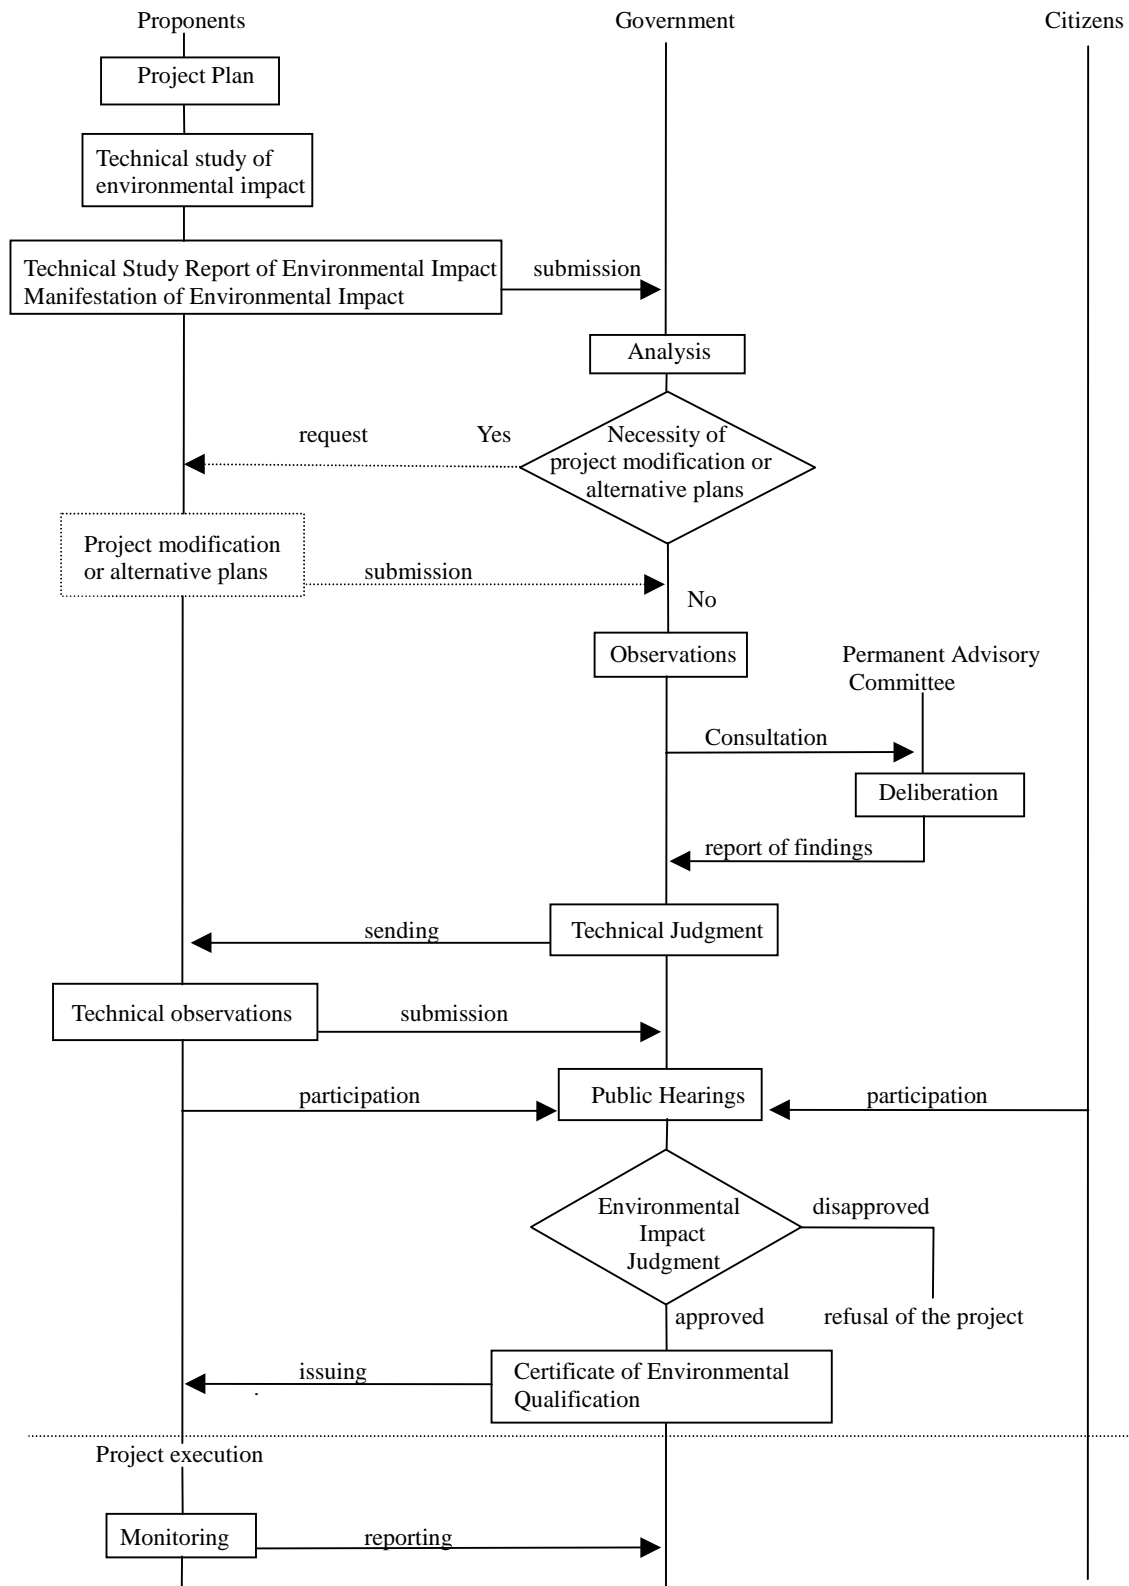 Proponents
Government
Citizens
Project Plan
Technical study of
environmental impact
Technical Study Report of Environmental Impact
Manifestation of Environmental Impact
submission
Analysis
request
Yes
Necessity of
project modification or
alternative plans
Project modification
or alternative plans
submission
No
Observations
Permanent Advisory
Committee
Consultation
Deliberation
report of findings
sending
Technical Judgment
Technical observations
submission
participation
Public Hearings
participation
Environmental
Impact
Judgment
disapproved
approved
refusal of the project
issuing
Certificate of Environmental
Qualification
Project execution
Monitoring
reporting